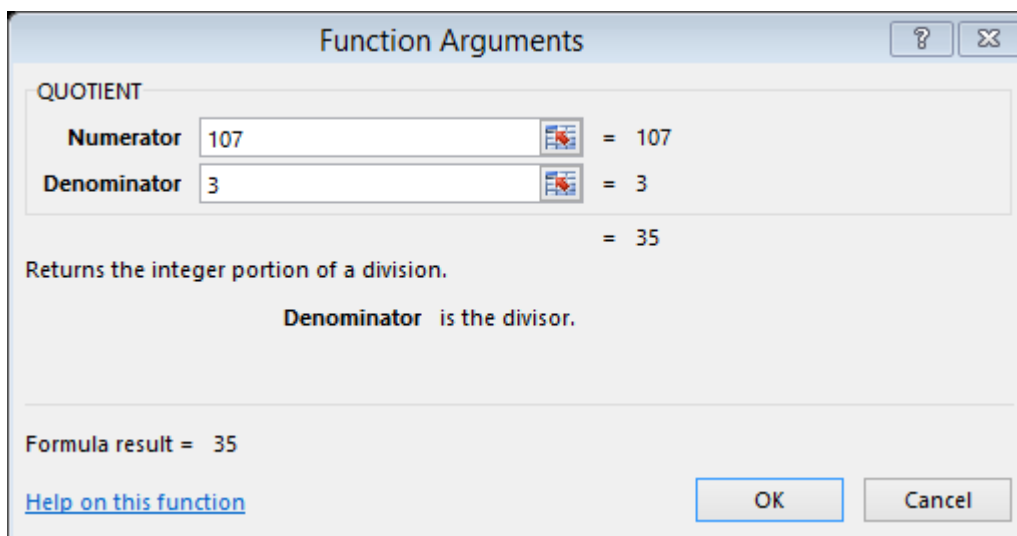 Function Arguments
?
QUOTIENT
Numerator 107 = 107
Denominator 3 = 3
= 35
Returns the integer portion of a division.
Denominator is the divisor.
Formula result = 35
Help on this function OK Cancel